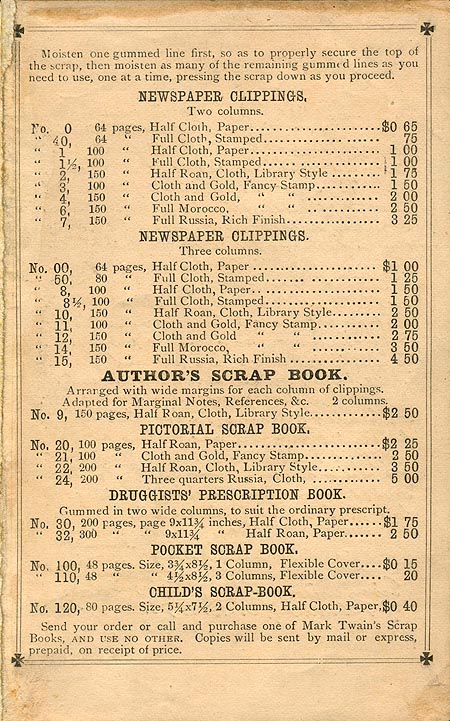 Moisten one gummed line first, so as to properly secure the top of
the scrap, then moisten as many of the remaining gummed lines as you
need to use, one at a time, pressing the scrap down as you proceed.
NEWSPAPER CLIPPINGS,
Two columns.
No. 0 64 pages, Half Cloth, Paper..............................$0 65
" 40, 64 " Full Cloth, Stamped......................... 75
" 1 100 " Half Cloth, Paper............................ 1 00
" 1½, 100 " Full Cloth, Stamped......................... 1 00
" 2, 150 " Half Roan, Cloth, Library Style ........... 1 75
" 3, 100 " Cloth and Gold, Fancy Stamp.............. 1 50
" 4, 150 " Cloth and Gold, " " .............. 2 00
" 6, 150 " Full Morocco, " " .............. 2 50
" 7, 150 " Full Russia, Rich Finish.................... 3 25
NEWSPAPER CLIPPINGS.
Three columns.
No. 00, 64 pages, Half Cloth, Paper ...........................$1 00
" 50, 80 " Full Cloth, Stamped......................... 1 25
" 8, 100 " Half Cloth, Paper............................ 1 50
" 8½, 100 " Full Cloth, Stamped......................... 1 50
" 10, 150 " Half Roan, Cloth, Library Style........... 2 50
" 11, 100 " Cloth and Gold, Fancy Stamp.............. 2 00
" 12, 150 " Cloth and Gold " " .............. 2 75
" 14, 150 " Full Morocco, " " .............. 3 50
" 15, 150 " Full Russia, Rich Finish .................... 4 50
AUTHOR'S SCRAP BOOK.
Arranged with wide margins for each column of clippings.
Adapted for Marginal Notes, References, &c. 2 columns.
No. 9, 150 pages, Half Roan, Cloth, Library Style.............$2 50
PICTORIAL SCRAP BOOK,
No. 20, 100 pages, Half Roan, Paper............................$2 25
" 21, 100 " Cloth and Gold, Fancy Stamp.............. 2 50
" 22, 200 " Half Roan, Cloth, Library Style........... 3 50
" 24, 200 " Three quarters Russia, Cloth, ............. 5 00
DRUGGISTS' PRESCRIPTION BOOK.
Gummed in two wide columns, to suit the ordinary prescript.
No. 30, 200 pages, page 9x11¾ inches, Half Cloth, Paper......$1 75
" 32, 300 " " 9x11¾ " Half Roan, Paper....... 2 50
POCKET SCRAP BOOK.
No. 100, 48 pages. Size, 3¾x8½, 1 Column, Flexible Cover....$0 15
" 110, 48 " " 4½x8½, 3 Columns, Flexible Cover.... 20
CHILD'S SCRAP-BOOK.
No. 120, 80 pages. Size, 5¼x7½, 2 Columns, Half Cloth, Paper,$0 40
Send your order or call and purchase one of Mark Twain's Scrap
Books, AND USE NO OTHER. Copies will be sent by mail or express,
prepaid, on receipt of price.